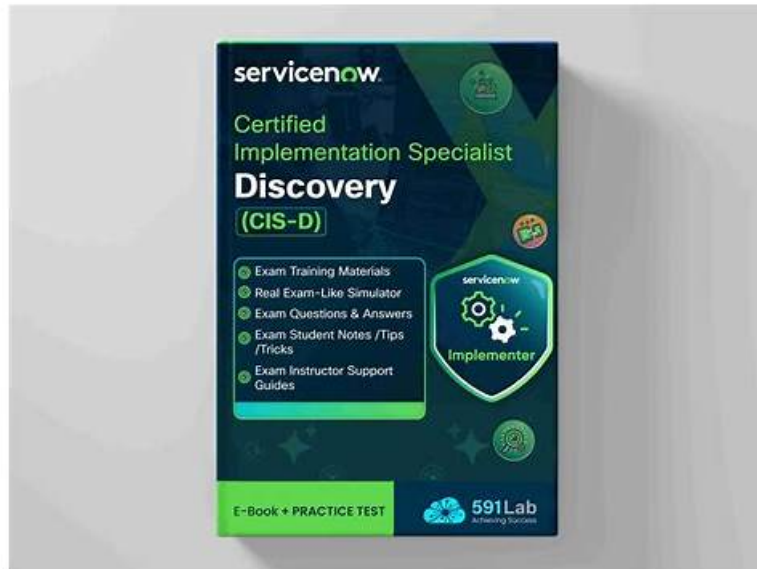 servicenow.
Certified
Implementation Specialist
Discovery
(CIS-D)
Exam Training Materials
Real Exam-Like Simulator
Exam Questions & Answers
Exam Student Notes /Tips
/Tricks
Exam Instructor Support
Guides
servicenow
Implementer
E-Book + PRACTICE TEST
591Lab
Achieving Success